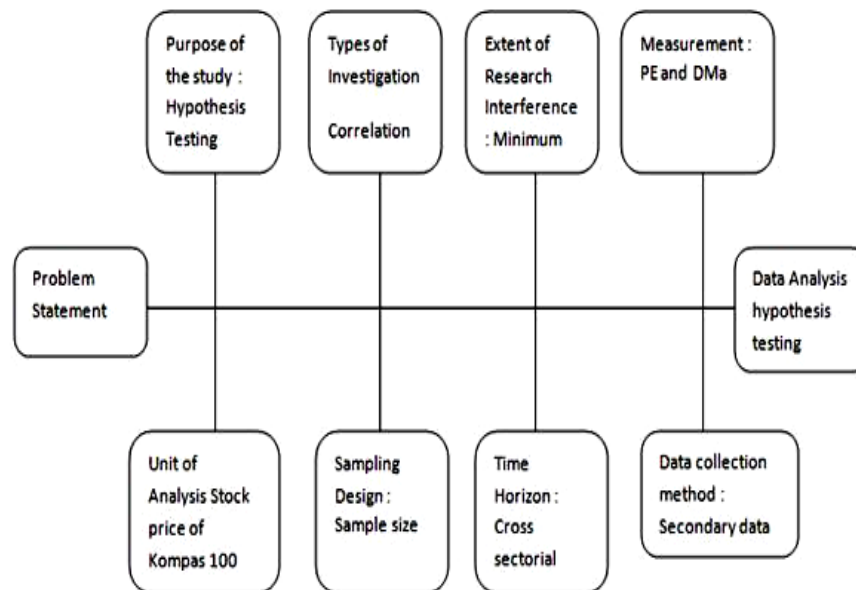 Purpose of
the study :
Hypothesis
Testing
Types of
Investigation
Correlation
Extent of
Research
Interference
: Minimum
Measurement :
PE and DMa
Problem
Statement
Data Analysis
hypothesis
testing
Unit of
Analysis Stock
price of
Kompas 100
Sampling
Design :
Sample size
Time
Horizon :
Cross
sectorial
Data collection
method :
Secondary data